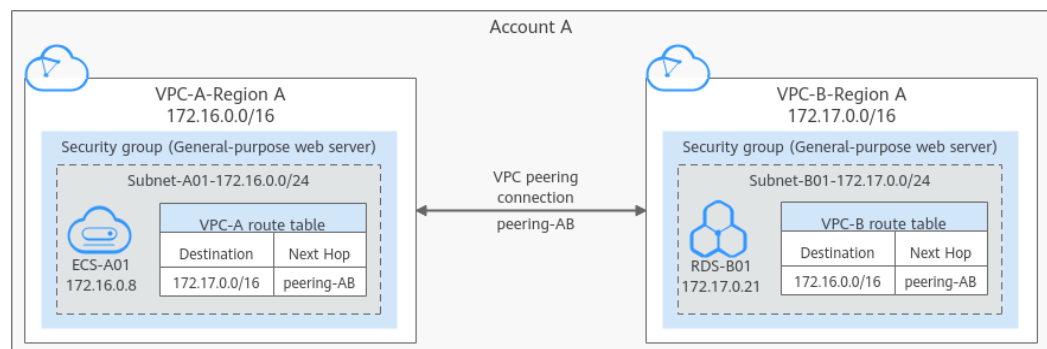 Account A
VPC-A-Region A
172.16.0.0/16
Security group (General-purpose web server)
Subnet-A01-172.16.0.0/24
ECS-A01
172.16.0.8
VPC-A route table
Destination Next Hop
172.17.0.0/16 peering-AB
VPC peering
connection
peering-AB
VPC-B-Region A
172.17.0.0/16
Security group (General-purpose web server)
Subnet-B01-172.17.0.0/24
RDS-B01
172.17.0.21
VPC-B route table
Destination Next Hop
172.16.0.0/16 peering-AB